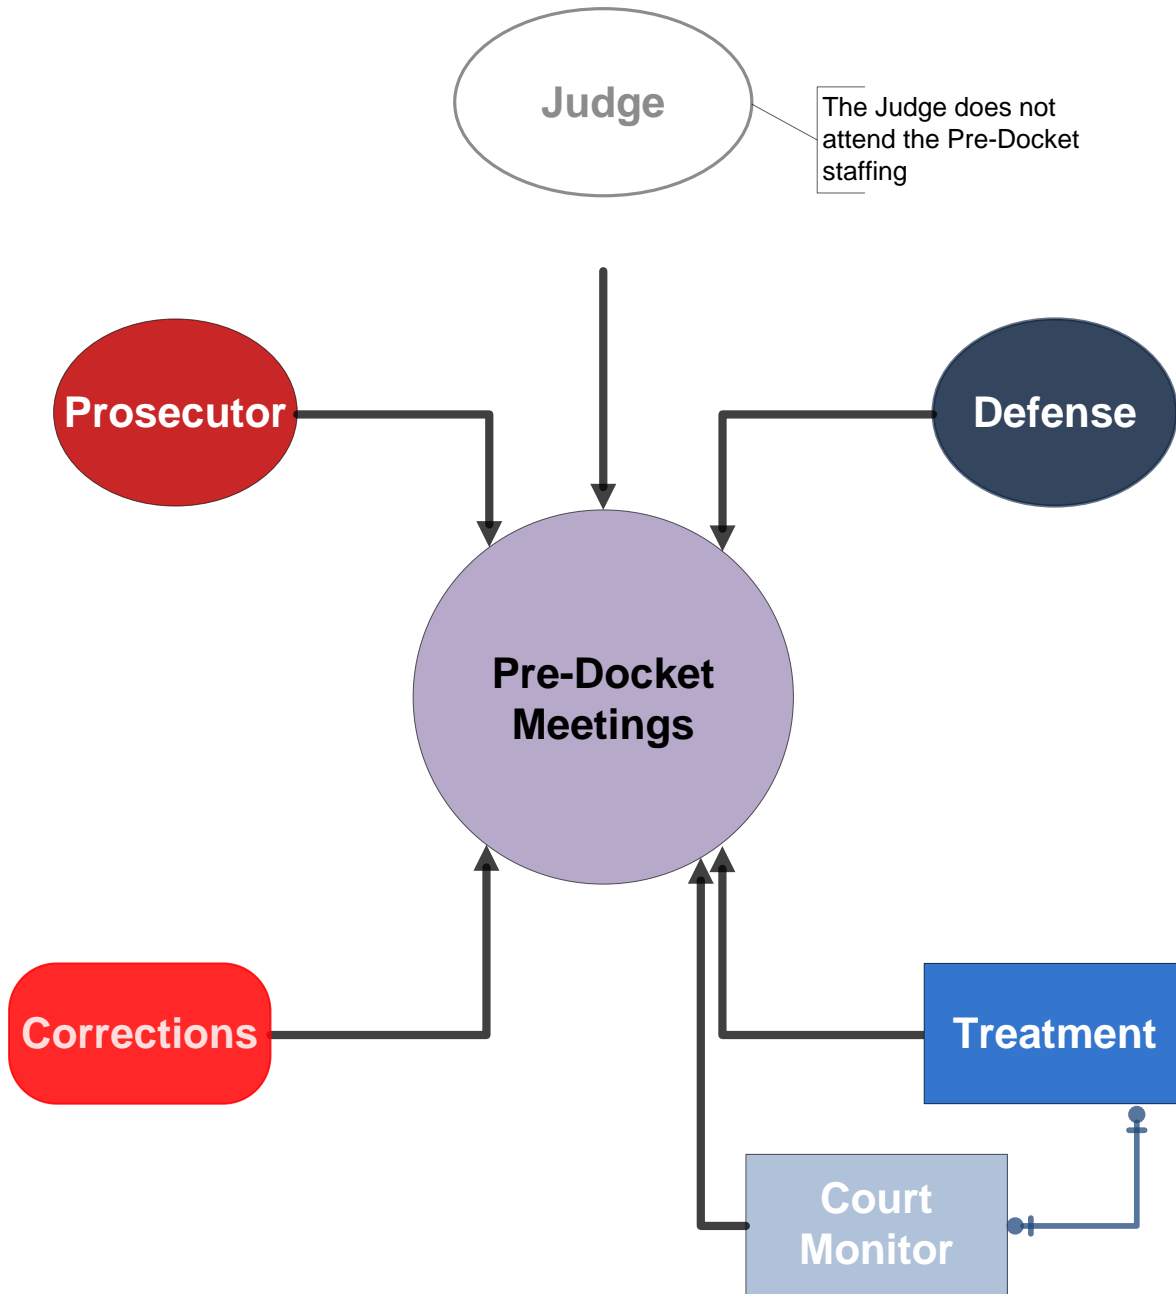 Judge
The Judge does not
attend the Pre-Docket
staffing
Prosecutor
Defense
Pre-Docket
Meetings
Corrections
Treatment
Court
Monitor